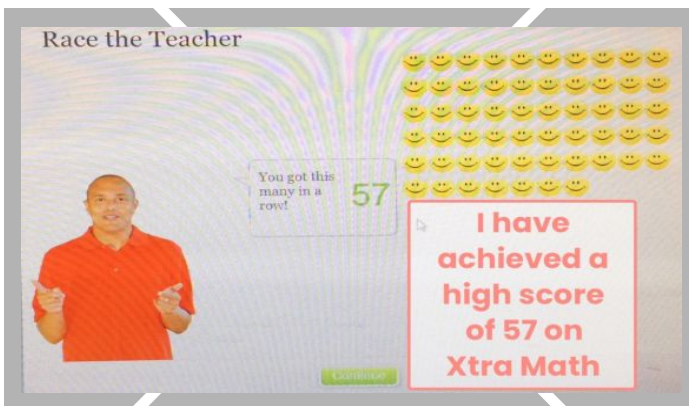 Race the Teacher
You got this
many in a
row!
57
I have
achieved a
high score
of 57 on
Xtra Math
Continue